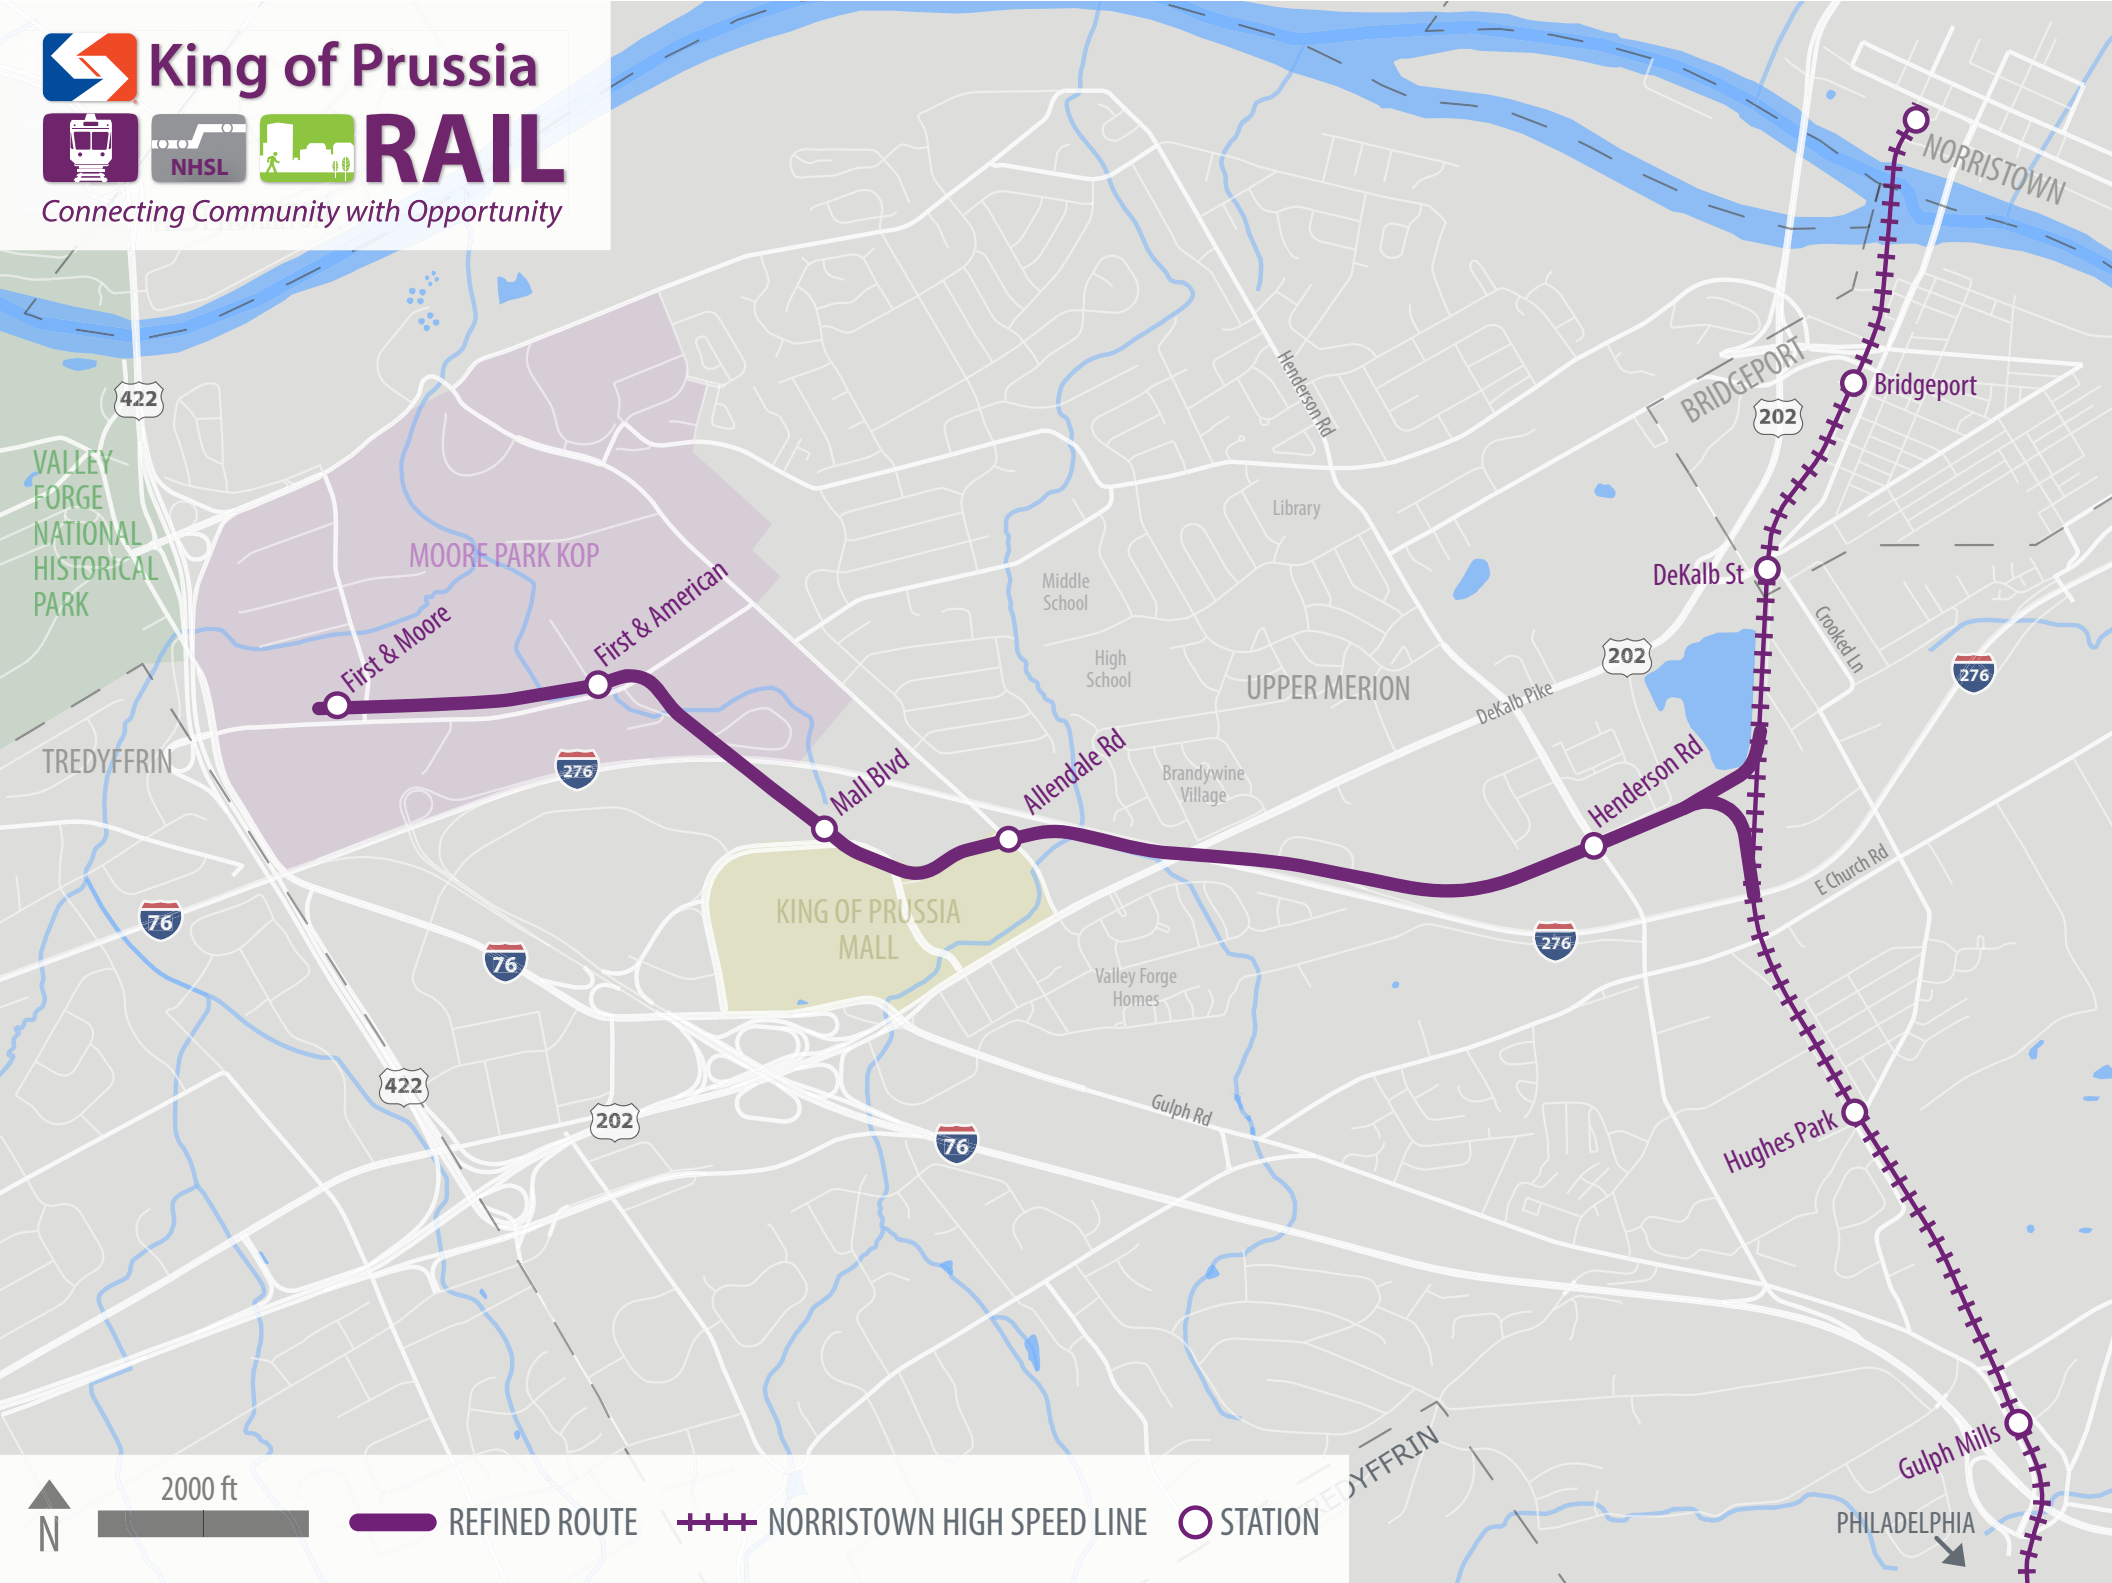 King of Prussia
RAIL
NHSL
Connecting Community with Opportunity
NORRISTOWN
Bridgeport
BRIDGEPORT
202
422
VALLEY
FORGE
NATIONAL
HISTORICAL
PARK
Henderson Rd
Library
MOORE PARK KOP
Middle
School
DeKalb St
First & Moore
First & American
High
School
UPPER MERION
202
Crooked Ln
276
DeKalb Pike
TREDYFFRIN
276
Mall Blvd
Allendale Rd
Brandywine
Village
Henderson Rd
E Church Rd
KING OF PRUSSIA
MALL
76
76
276
Valley Forge
Homes
422
202
Gulph Rd
76
Hughes Park
Gulph Mills
EDYFFRIN
PHILADELPHIA
N
2000 ft
REFINED ROUTE
NORRISTOWN HIGH SPEED LINE
STATION